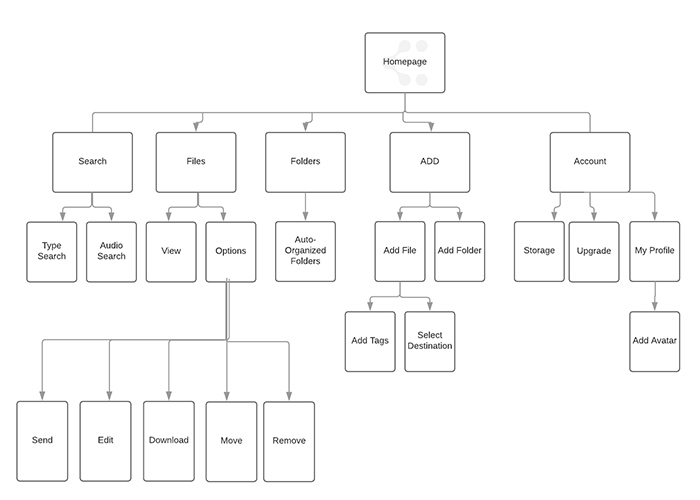 Homepage
Search
Files
Folders
ADD
Account
Type
Search
Audio
Search
View
Options
Auto-
Organized
Folders
Add File
Add Folder
Storage
Upgrade
My Profile
Add Tags
Select
Destination
Add Avatar
Send
Edit
Download
Move
Remove